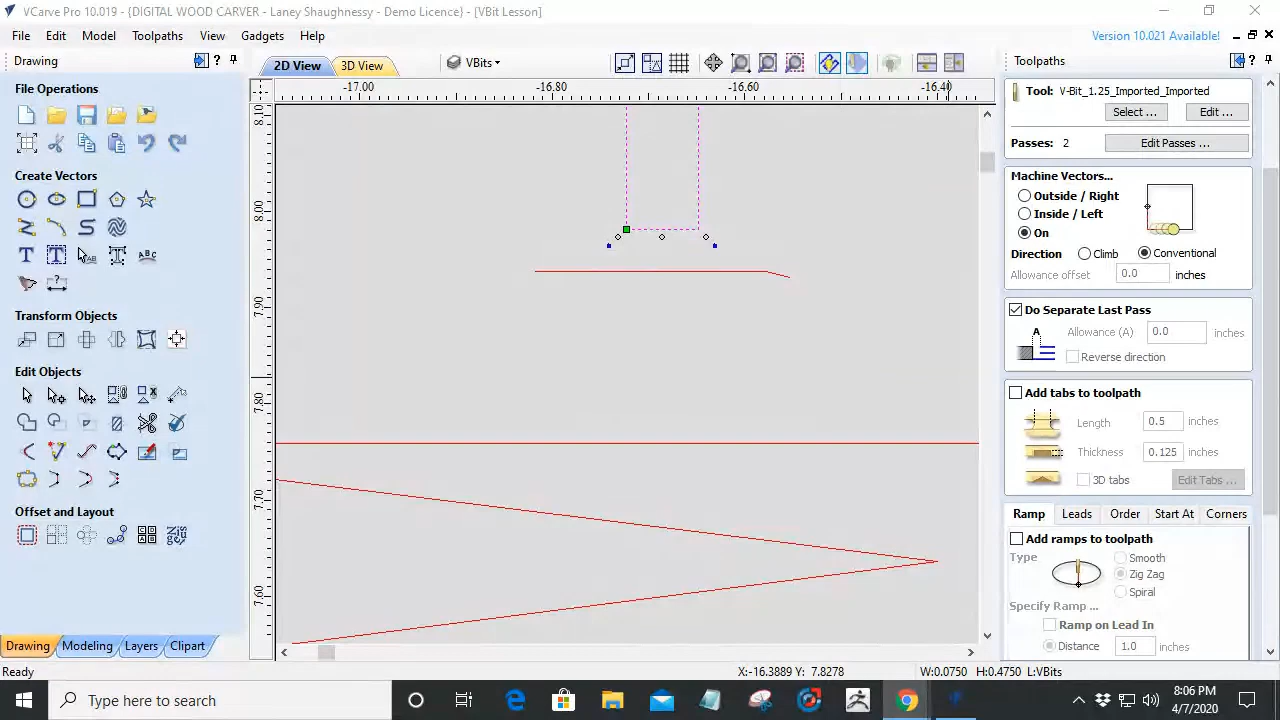 VCarve Pro 10.019 - {DIGITAL WOOD CARVER - Laney Shaughnessy - Demo Licence} - [VBit Lesson]
File Edit Model Toolpaths View Gadgets Help
Version 10.021 Available!
Drawing
?
File Operations
Create Vectors
T T T ABC
?
Transform Objects
Edit Objects
Offset and Layout
Drawing Modeling Layers Clipart
Ready
2D View 3D View
VBits
-17.00 -16.80 -16.60 -16.40
8.00
7.90
7.80
7.70
7.60
X:-16.3889 Y: 7.8278
W:0.0750 H:0.4750 L:VBits
Toolpaths
?
Tool: V-Bit_1.25_Imported_Imported
Select ... Edit ...
Passes: 2 Edit Passes ...
Machine Vectors...
Outside / Right
Inside / Left
On
Direction Climb Conventional
Allowance offset 0.0 inches
Do Separate Last Pass
A
Allowance (A) 0.0 inches
Reverse direction
Add tabs to toolpath
Length 0.5 inches
Thickness 0.125 inches
3D tabs Edit Tabs ...
Ramp Leads Order Start At Corners
Add ramps to toolpath
Type Smooth
Zig Zag
Spiral
Specify Ramp ...
Ramp on Lead In
Distance 1.0 inches
Type here to search
8:06 PM
4/7/2020